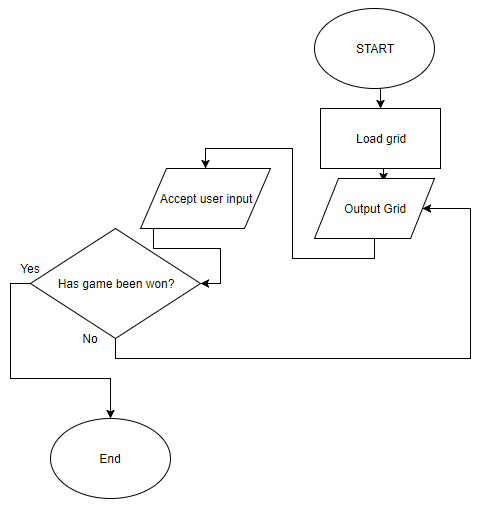 START
Load grid
Output Grid
Accept user input
Has game been won?
Yes
No
End